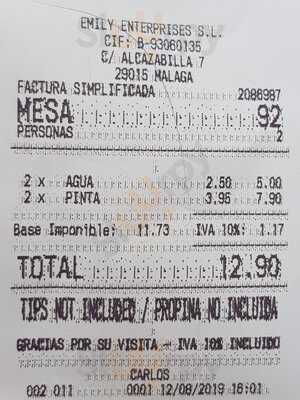 EMILY ENTERPRISES S.L.
CIF: B-93060135
C/ ALCAZABILLA 7
29015 MALAGA
FACTURA SIMPLIFICADA 2086987
MESA 92
PERSONAS 2
2 x AGUA 2.50 5.00
2 x PINTA 3.95 7.90
Base Imponible: 11.73 IVA 10%: 1.17
TOTAL 12.90
TIPS NOT INCLUDED / PROPINA NO INCLUIDA
GRACIAS POR SU VISITA - IVA 10% INCLUIDO
CARLOS
002 011 0001 12/08/2019 16:01